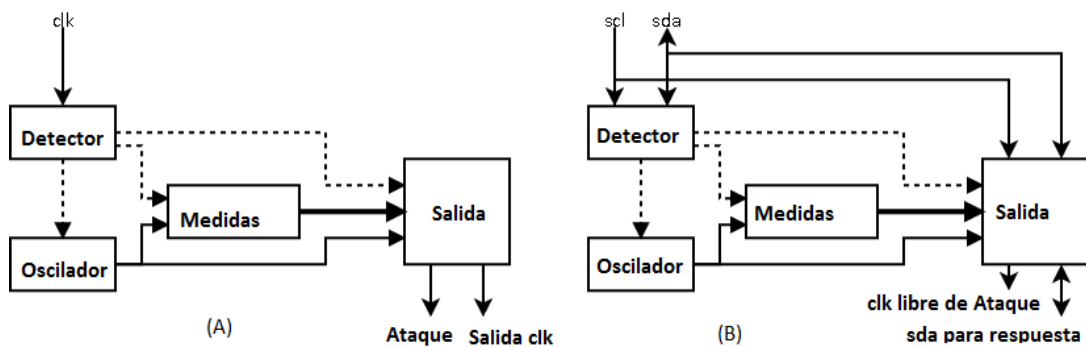 clk
Detector
Medidas
Salida
Oscilador
Ataque
Salida clk
(A)
scl
sda
Detector
Medidas
Salida
Oscilador
clk libre de Ataque
sda para respuesta
(B)